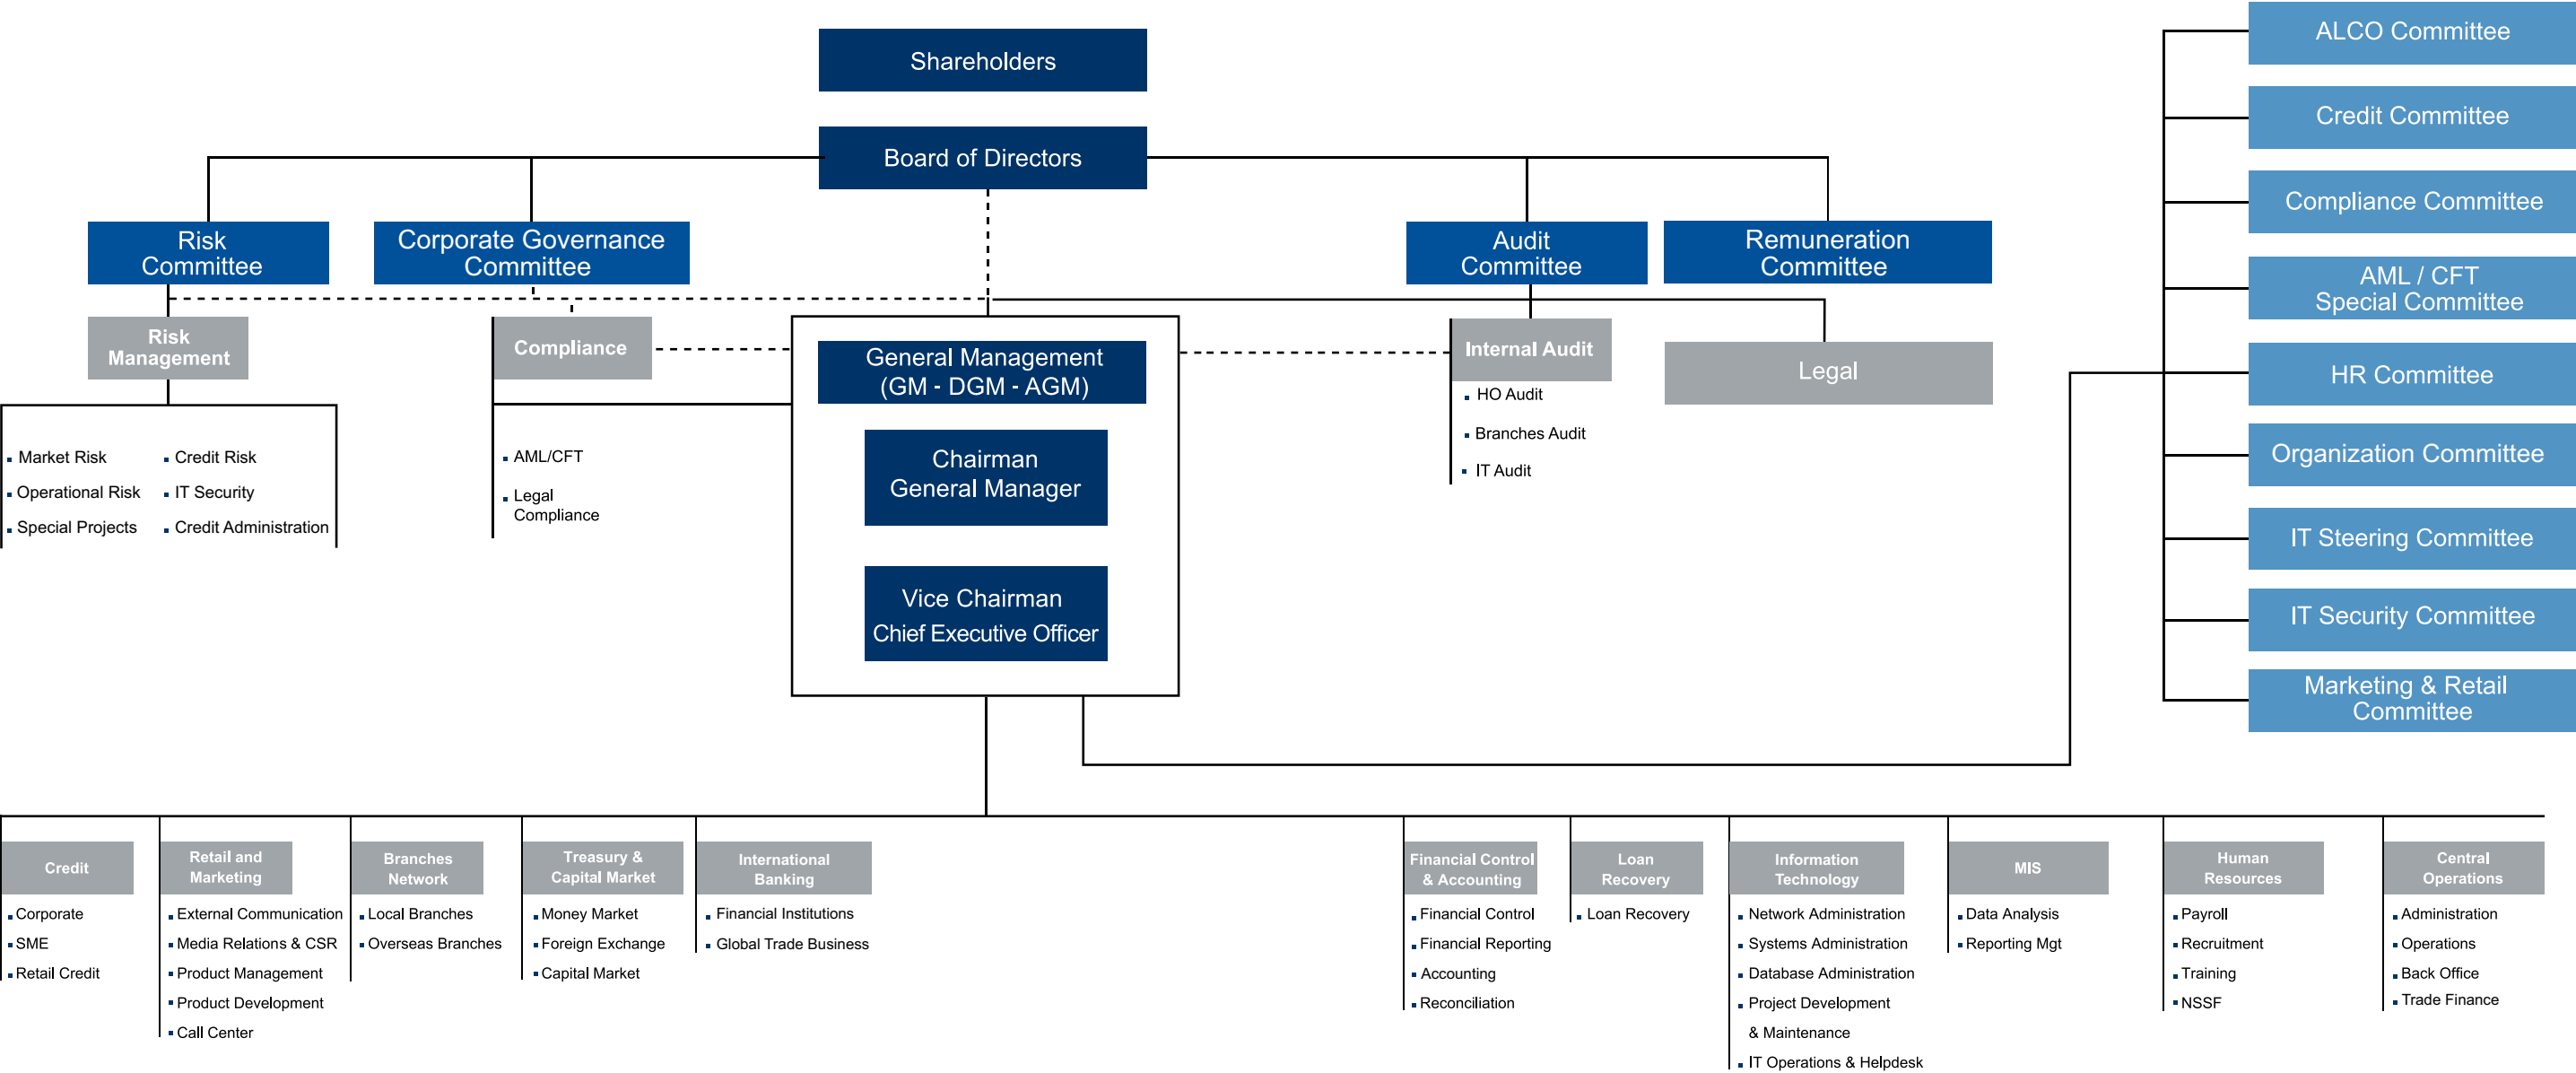 Shareholders
Board of Directors
Risk
Committee
Corporate Governance
Committee
Audit
Committee
Remuneration
Committee
Risk
Management
Compliance
Internal Audit
Legal
Market Risk
Operational Risk
Special Projects
Credit Risk
IT Security
Credit Administration
AML/CFT
Legal
Compliance
General Management
(GM - DGM - AGM)
Chairman
General Manager
Vice Chairman
Chief Executive Officer
HO Audit
Branches Audit
IT Audit
ALCO Committee
Credit Committee
Compliance Committee
AML / CFT
Special Committee
HR Committee
Organization Committee
IT Steering Committee
IT Security Committee
Marketing & Retail
Committee
Credit
Corporate
SME
Retail Credit
Retail and
Marketing
External Communication
Media Relations & CSR
Product Management
Product Development
Call Center
Branches
Network
Local Branches
Overseas Branches
Treasury &
Capital Market
Money Market
Foreign Exchange
Capital Market
International
Banking
Financial Institutions
Global Trade Business
Financial Control
& Accounting
Financial Control
Financial Reporting
Accounting
Reconciliation
Loan
Recovery
Loan Recovery
Information
Technology
Network Administration
Systems Administration
Database Administration
Project Development
& Maintenance
IT Operations & Helpdesk
MIS
Data Analysis
Reporting Mgt
Human
Resources
Payroll
Recruitment
Training
NSSF
Central
Operations
Administration
Operations
Back Office
Trade Finance